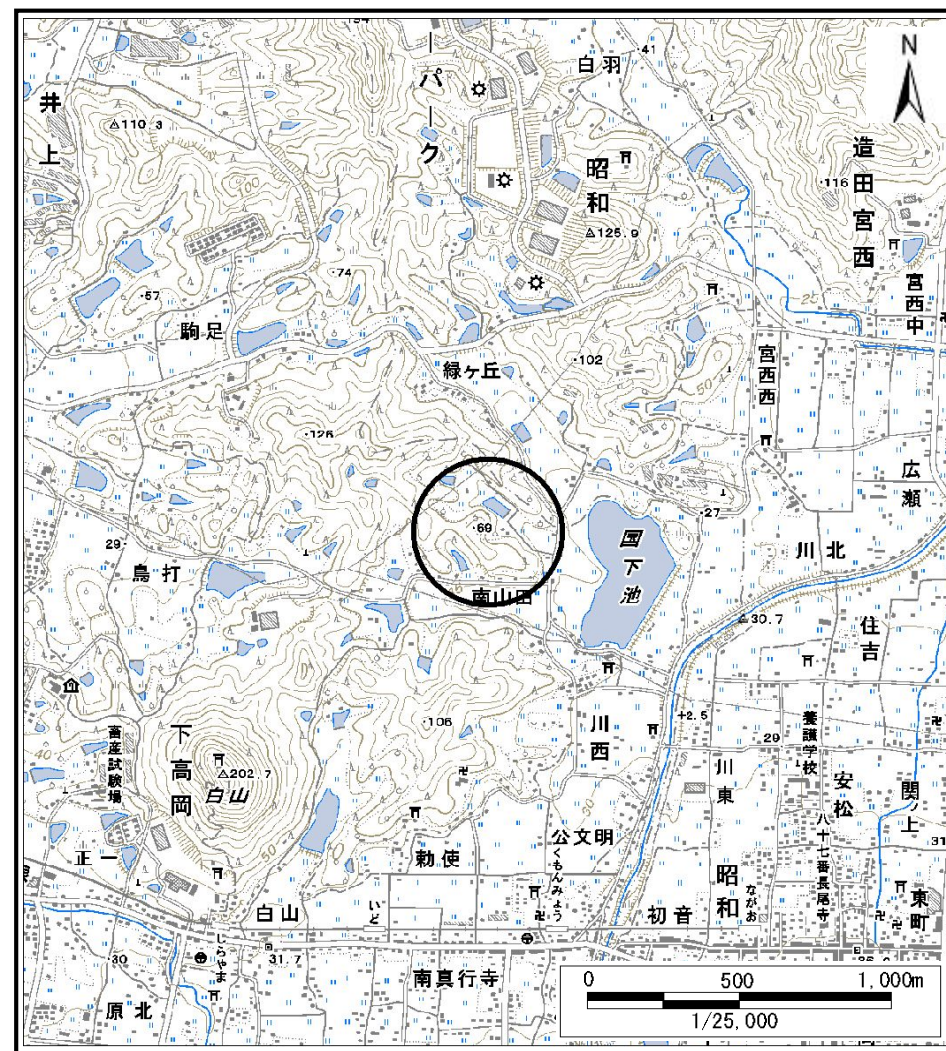 パーク
白羽
41
N
井上
110.3
昭和
造田宮西
116
125.9
57
74
駒足
宮西中
25
緑ヶ丘
102
50
宮西西
126
広瀬
69
国下池
27
川北
29
鳥打
南山田
30.7
住吉
川西
+2.5
106
29
養護学校
下高岡
畜産試験場
202.7
白山
川東
安松
関ノ上
31
40
50
公文明
くもんみょう
八十七番長尾寺
正一
勅使
昭和
ながお
東町
白山
いど
初音
しらやま
31.7
30
原北
南真行寺
0 500 1,000m
1/25,000